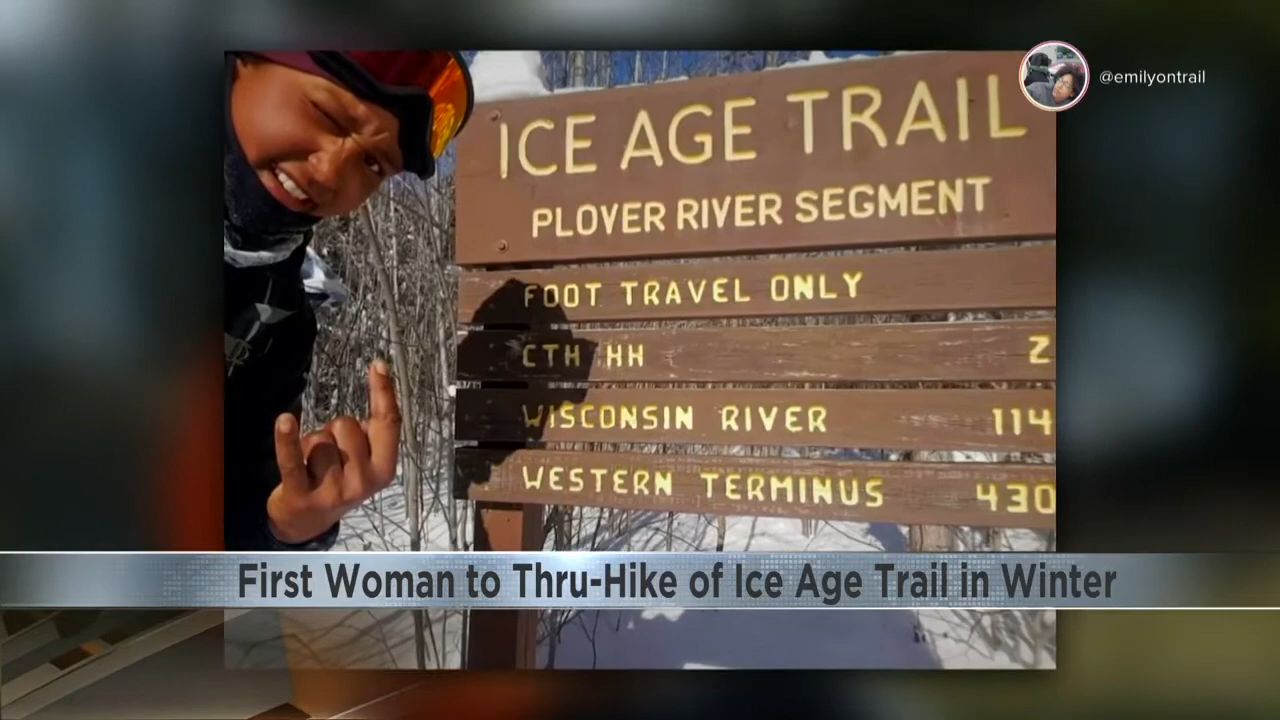 @emilyontrail
ICE AGE TRAIL
PLOVER RIVER SEGMENT
FOOT TRAVEL ONLY
CTH HH 2
WISCONSIN RIVER 114
WESTERN TERMINUS 430
First Woman to Thru-Hike of Ice Age Trail in Winter